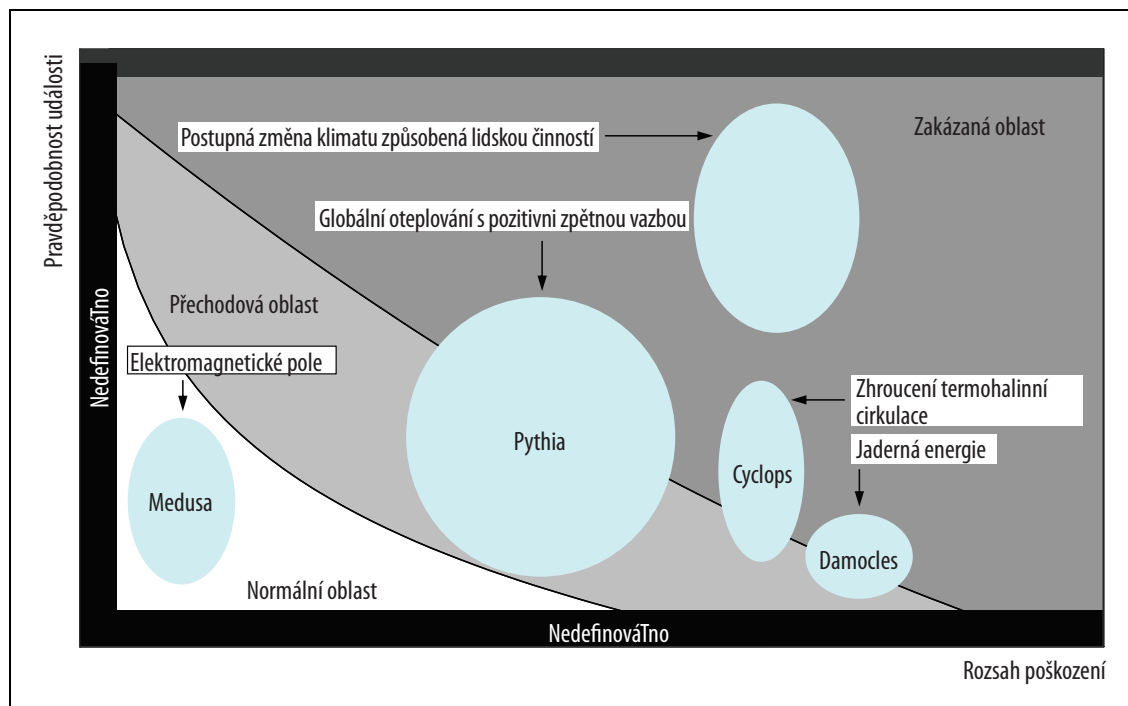 Pravděpodobnost události
NedefinováTno
Postupná změna klimatu způsobená lidskou činností
Zakázaná oblast
Globální oteplování s pozitivni zpětnou vazbou
Přechodová oblast
Elektromagnetické pole
Zhroucení termohalinní
cirkulace
Jaderná energie
Pythia
Cyclops
Medusa
Damocles
Normální oblast
NedefinováTno
Rozsah poškození